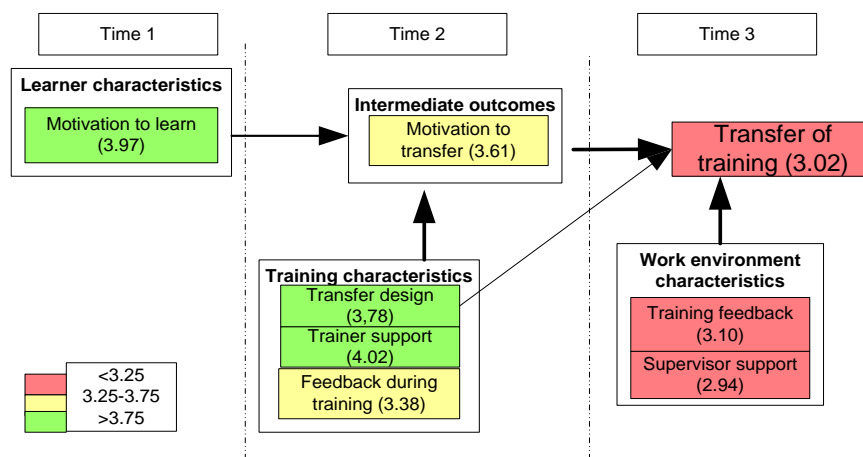 Time 1
Time 2
Time 3
Learner characteristics
Motivation to learn
(3.97)
Intermediate outcomes
Motivation to
transfer (3.61)
Transfer of
training (3.02)
Training characteristics
Transfer design
(3,78)
Trainer support
(4.02)
Feedback during
training (3.38)
Work environment
characteristics
Training feedback
(3.10)
Supervisor support
(2.94)
<3.25
3.25-3.75
>3.75